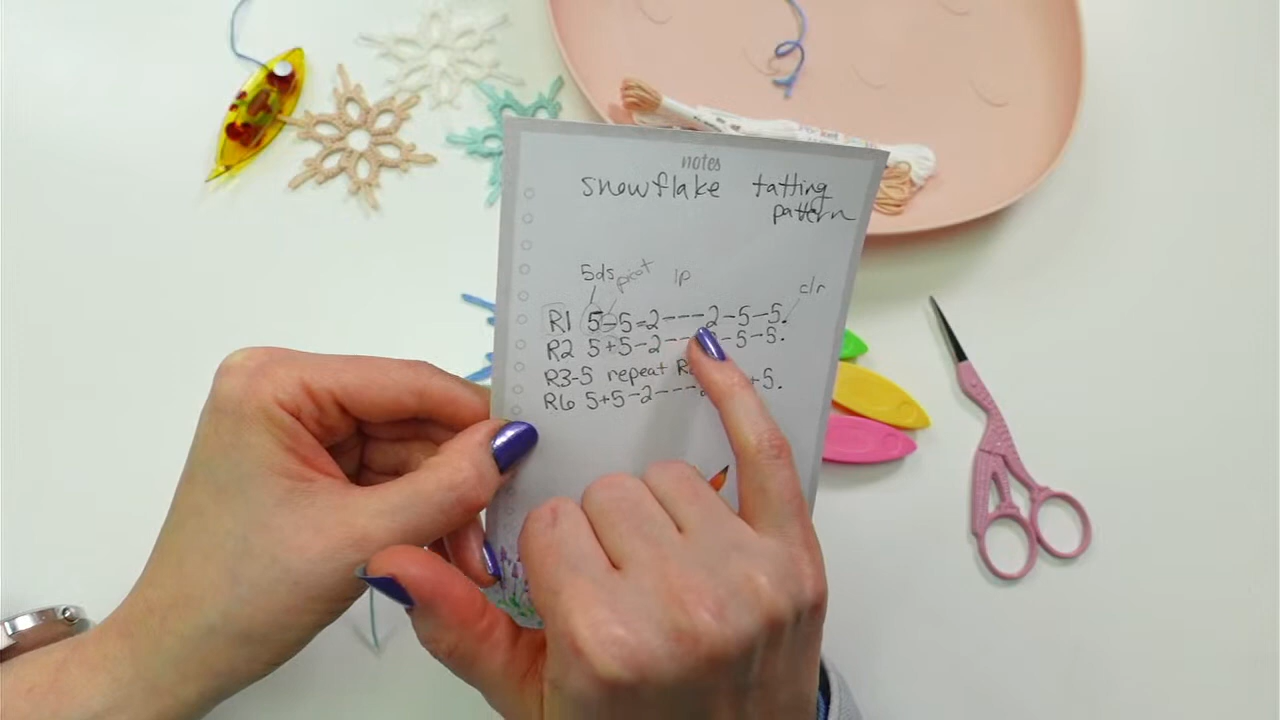 notes
snowflake tatting
pattern
5ds picot lp c/r
R1 5-5-2---2-5-5.
R2 5+5-2-- -5-5.
R3-5 repeat
R6 5+5-2--- +5.